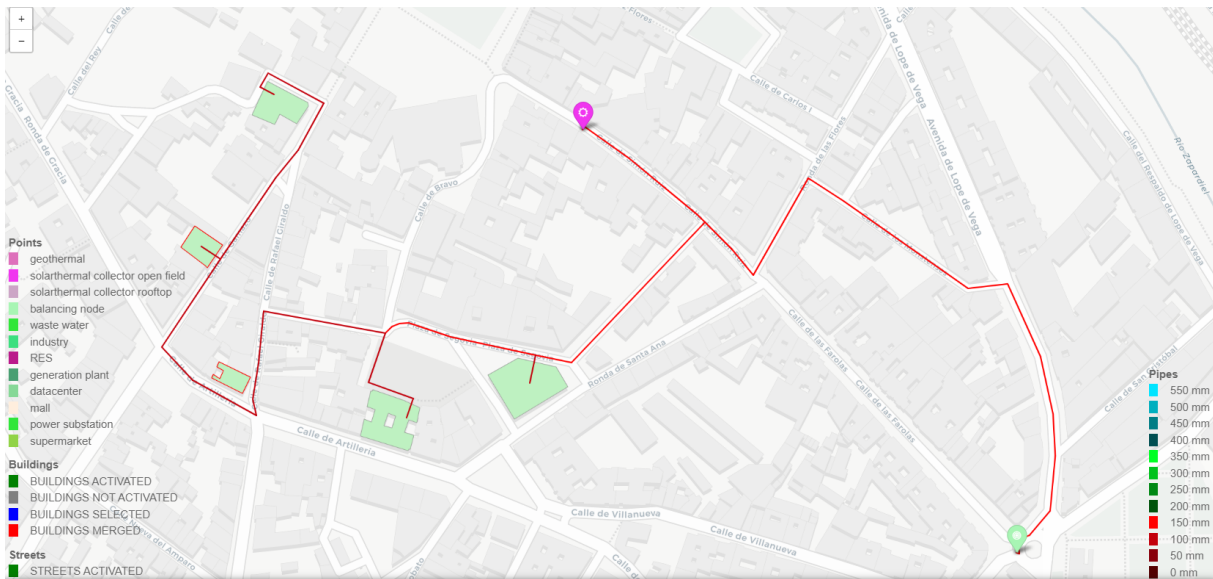 +
−
Flores
Calle del Rey
Gracia
Ronda de Gracia
Calle de Bravo
Calle de Rafael Giraldo
Calle de Carlos I
Ronda de las Flores
Avenida de Lope de Vega
Avenida de Lope de Vega
Calle del Respaldo de Lope de Vega
Río Zapardiel
Ronda de Santa Ana
Calle de las Farolas
Calle de las Farolas
Calle de San Cristóbal
Calle de Artillería
Calle de Artillería
Calle de Villanueva
Calle de Villanueva
Nueva del Amparo
Points
geothermal
solarthermal collector open field
solarthermal collector rooftop
balancing node
waste water
industry
RES
generation plant
datacenter
mall
power substation
supermarket
Buildings
BUILDINGS ACTIVATED
BUILDINGS NOT ACTIVATED
BUILDINGS SELECTED
BUILDINGS MERGED
Streets
STREETS ACTIVATED
Pipes
550 mm
500 mm
450 mm
400 mm
350 mm
300 mm
250 mm
200 mm
150 mm
100 mm
50 mm
0 mm